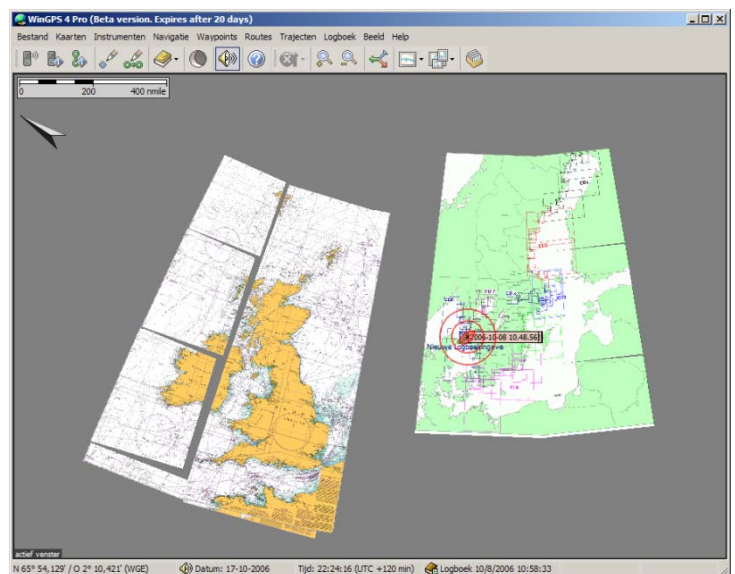 WinGPS 4 Pro (Beta version. Expires after 20 days)
Bestand Kaarten Instrumenten Navigatie Waypoints Routes Trajecten Logboek Beeld Help
0 200 400 nmile
2006-10-08 10.48.56
Nieuwe Logboekingave
actief venster
N 65° 54,129' / O 2° 10,421' (WGE) Datum: 17-10-2006 Tijd: 22:24:16 (UTC +120 min) Logboek 10/8/2006 10:58:33